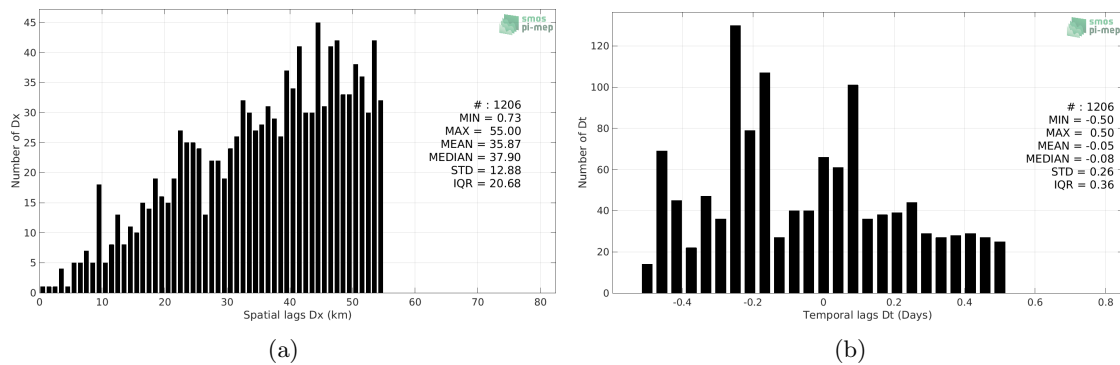 smos
pi-mep
45
40
35
30
25
20
15
10
5
0
Number of Dx
# : 1206
MIN = 0.73
MAX = 55.00
MEAN = 35.87
MEDIAN = 37.90
STD = 12.88
IQR = 20.68
0 10 20 30 40 50 60 70 80
Spatial lags Dx (km)
(a)
smos
pi-mep
120
100
80
60
40
20
0
Number of Dt
# : 1206
MIN = -0.50
MAX = 0.50
MEAN = -0.05
MEDIAN = -0.08
STD = 0.26
IQR = 0.36
-0.4 -0.2 0 0.2 0.4 0.6 0.8
Temporal lags Dt (Days)
(b)